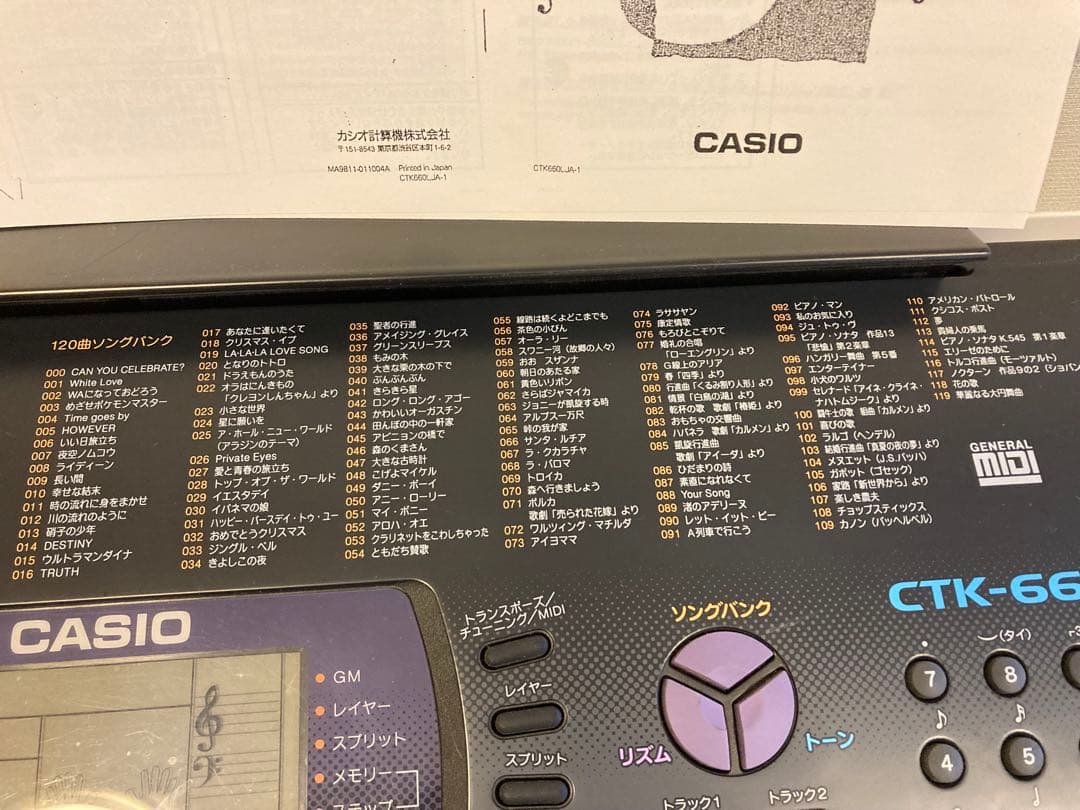 カシオ計算機株式会社
〒151-8543 東京都渋谷区本町1-6-2
MA9811-011004A Printed in Japan
CTK660LJA-1
CASIO
CTK660LJA-1
120曲ソングバンク
000 CAN YOU CELEBRATE?
001 White Love
002 WAになっておどろう
003 めざせポケモンマスター
004 Time goes by
005 HOWEVER
006 いい日旅立ち
007 夜空ノムコウ
008 ライディーン
009 長い間
010 幸せな結末
011 時の流れに身をまかせ
012 川の流れのように
013 硝子の少年
014 DESTINY
015 ウルトラマンダイナ
016 TRUTH
017 あなたに逢いたくて
018 クリスマス・イブ
019 LA-LA-LA LOVE SONG
020 となりのトトロ
021 ドラえもんのうた
022 オラはにんきもの
「クレヨンしんちゃん」より
023 小さな世界
024 星に願いを
025 ア・ホール・ニュー・ワールド
(アラジンのテーマ)
026 Private Eyes
027 愛と青春の旅立ち
028 トップ・オブ・ザ・ワールド
029 イエスタデイ
030 イパネマの娘
031 ハッピー・バースデイ・トゥ・ユー
032 おめでとうクリスマス
033 ジングル・ベル
034 きよしこの夜
035 聖者の行進
036 アメイジング・グレイス
037 グリーンスリーブス
038 もみの木
039 大きな栗の木の下で
040 ぶんぶんぶん
041 きらきら星
042 ロング・ロング・アゴー
043 かわいいオーガスチン
044 田んぼの中の一軒家
045 アビニョンの橋で
046 森のくまさん
047 大きな古時計
048 こげよマイケル
049 ダニー・ボーイ
050 アニー・ローリー
051 マイ・ボニー
052 アロハ・オエ
053 クラリネットをこわしちゃった
054 ともだち賛歌
055 線路は続くよどこまでも
056 茶色の小びん
057 オーラ・リー
058 スワニー河(故郷の人々)
059 おお スザンナ
060 朝日のあたる家
061 黄色いリボン
062 さらばジャマイカ
063 ジョニーが凱旋する時
064 アルプス一万尺
065 峠の我が家
066 サンタ・ルチア
067 ラ・クカラチャ
068 ラ・パロマ
069 トロイカ
070 森へ行きましょう
071 ポルカ
歌劇「売られた花嫁」より
072 ワルツィング・マチルダ
073 アイヨママ
074 ラササヤン
075 康定情歌
076 もろびとこぞりて
077 婚礼の合唱
「ローエングリン」より
078 G線上のアリア
079 春「四季」より
080 行進曲「くるみ割り人形」より
081 情景「白鳥の湖」より
082 乾杯の歌 歌劇「椿姫」より
083 おもちゃの交響曲
084 ハバネラ 歌劇「カルメン」より
085 凱旋行進曲
歌劇「アイーダ」より
086 ひだまりの詩
087 素直になれなくて
088 Your Song
089 渚のアデリーヌ
090 レット・イット・ビー
091 A列車で行こう
092 ピアノ・マン
093 私のお気に入り
094 ジュ・トゥ・ヴ
095 ピアノ・ソナタ 作品13
「悲愴」第2楽章
096 ハンガリー舞曲 第5番
097 エンターテイナー
098 小犬のワルツ
099 セレナード「アイネ・クライネ・
ナハトムジーク」より
100 闘牛士の歌 組曲「カルメン」より
101 喜びの歌
102 ラルゴ(ヘンデル)
103 結婚行進曲「真夏の夜の夢」より
104 メヌエット(J.S.バッハ)
105 ガボット(ゴセック)
106 家路「新世界から」より
107 楽しき農夫
108 チョップスティックス
109 カノン(パッヘルベル)
110 アメリカン・パトロール
111 クシコス・ポスト
112 夢
113 貴婦人の乗馬
114 ピアノ・ソナタ K.545 第1楽章
115 エリーゼのために
116 トルコ行進曲(モーツァルト)
117 ノクターン 作品9の2(ショパン
118 花の歌
119 華麗なる大円舞曲
GENERAL
MIDI
CTK-66
CASIO
GM
レイヤー
スプリット
メモリー
ステップ
トランスポーズ/
チューニング/MIDI
レイヤー
スプリット
ソングバンク
リズム
トーン
トラック1
トラック2
(タイ)
7
8
4
5